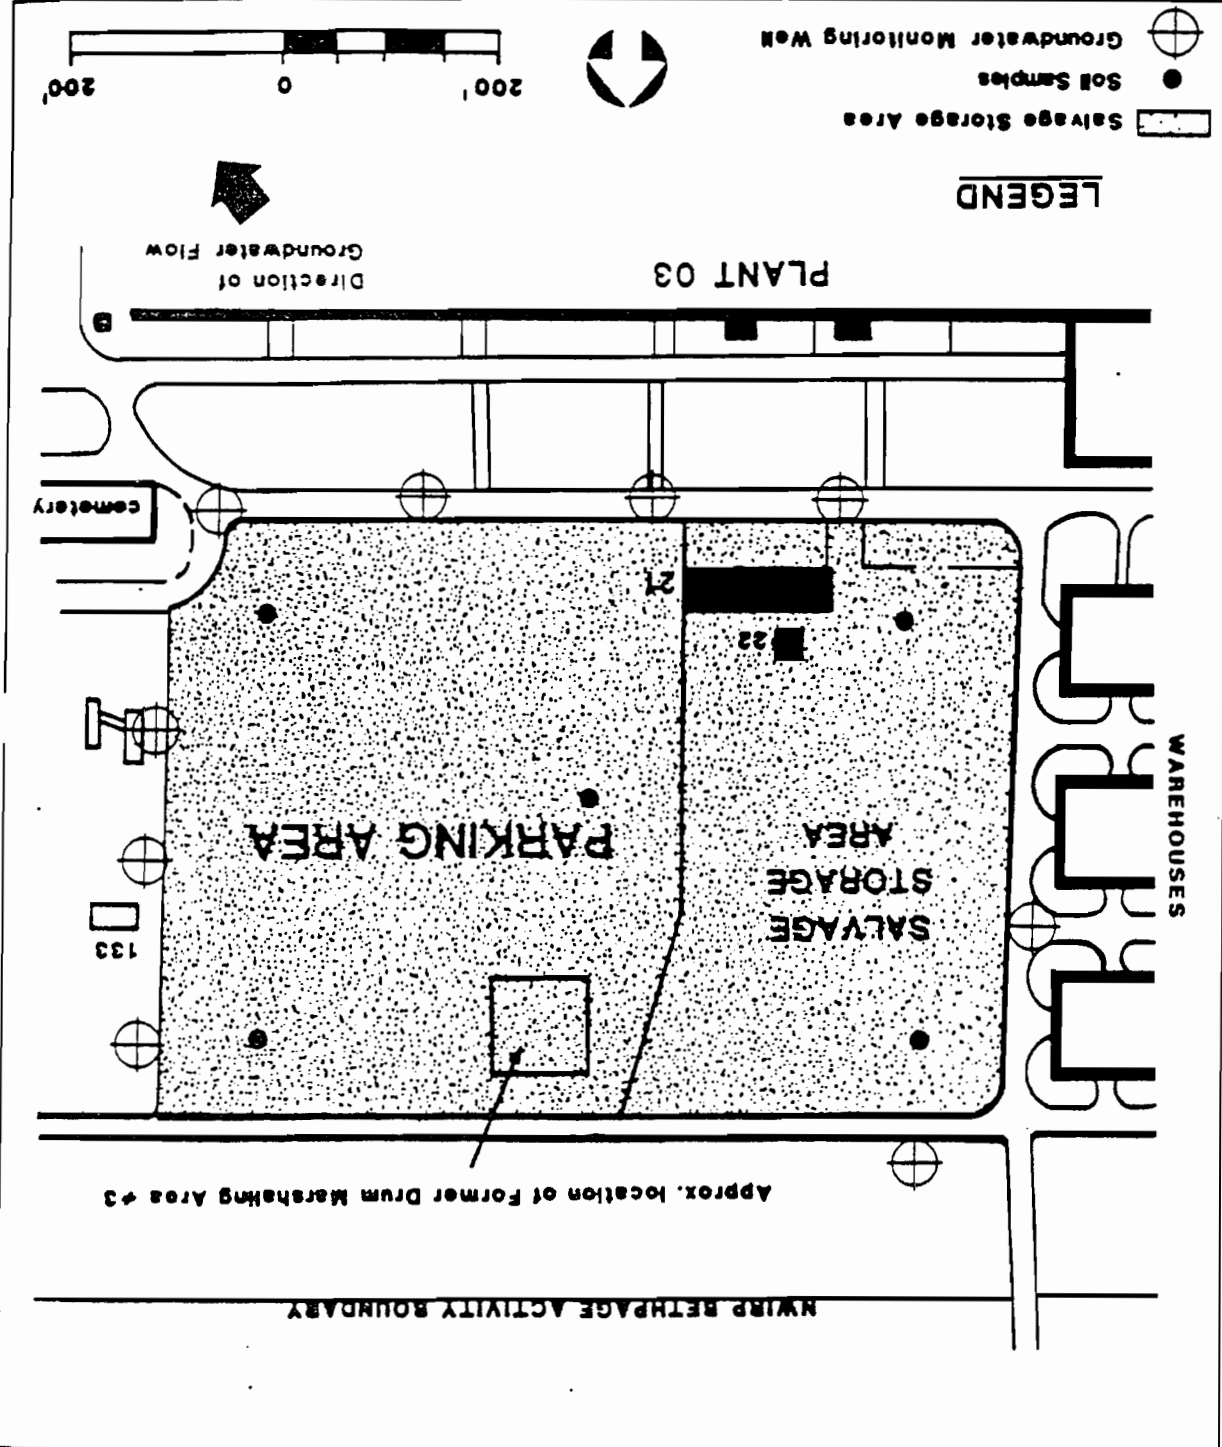 NWIRP BETHPAGE ACTIVITY BOUNDARY
Approx. location of Former Drum Marshaling Area #3
133
SALVAGE
STORAGE
AREA
PARKING AREA
WAREHOUSES
22
21
cemetery
PLANT 03
Direction of
Groundwater Flow
LEGEND
Salvage Storage Area
Soil Samples
Groundwater Monitoring Well
200'
0
200'